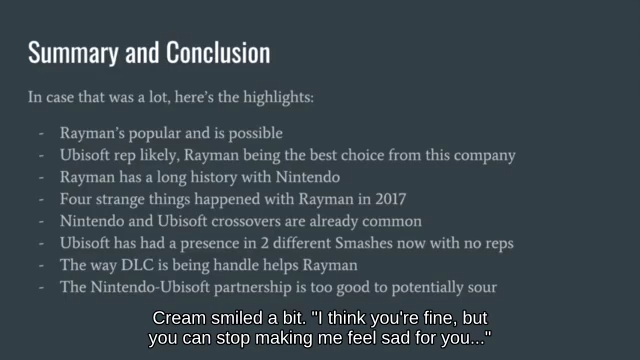 Summary and Conclusion
In case that was a lot, here's the highlights:
- Rayman's popular and is possible
- Ubisoft rep likely, Rayman being the best choice from this company
- Rayman has a long history with Nintendo
- Four strange things happened with Rayman in 2017
- Nintendo and Ubisoft crossovers are already common
- Ubisoft has had a presence in 2 different Smashes now with no reps
- The way DLC is being handle helps Rayman
- The Nintendo-Ubisoft partnership is too good to potentially sour
Cream smiled a bit. "I think you're fine, but
you can stop making me feel sad for you..."